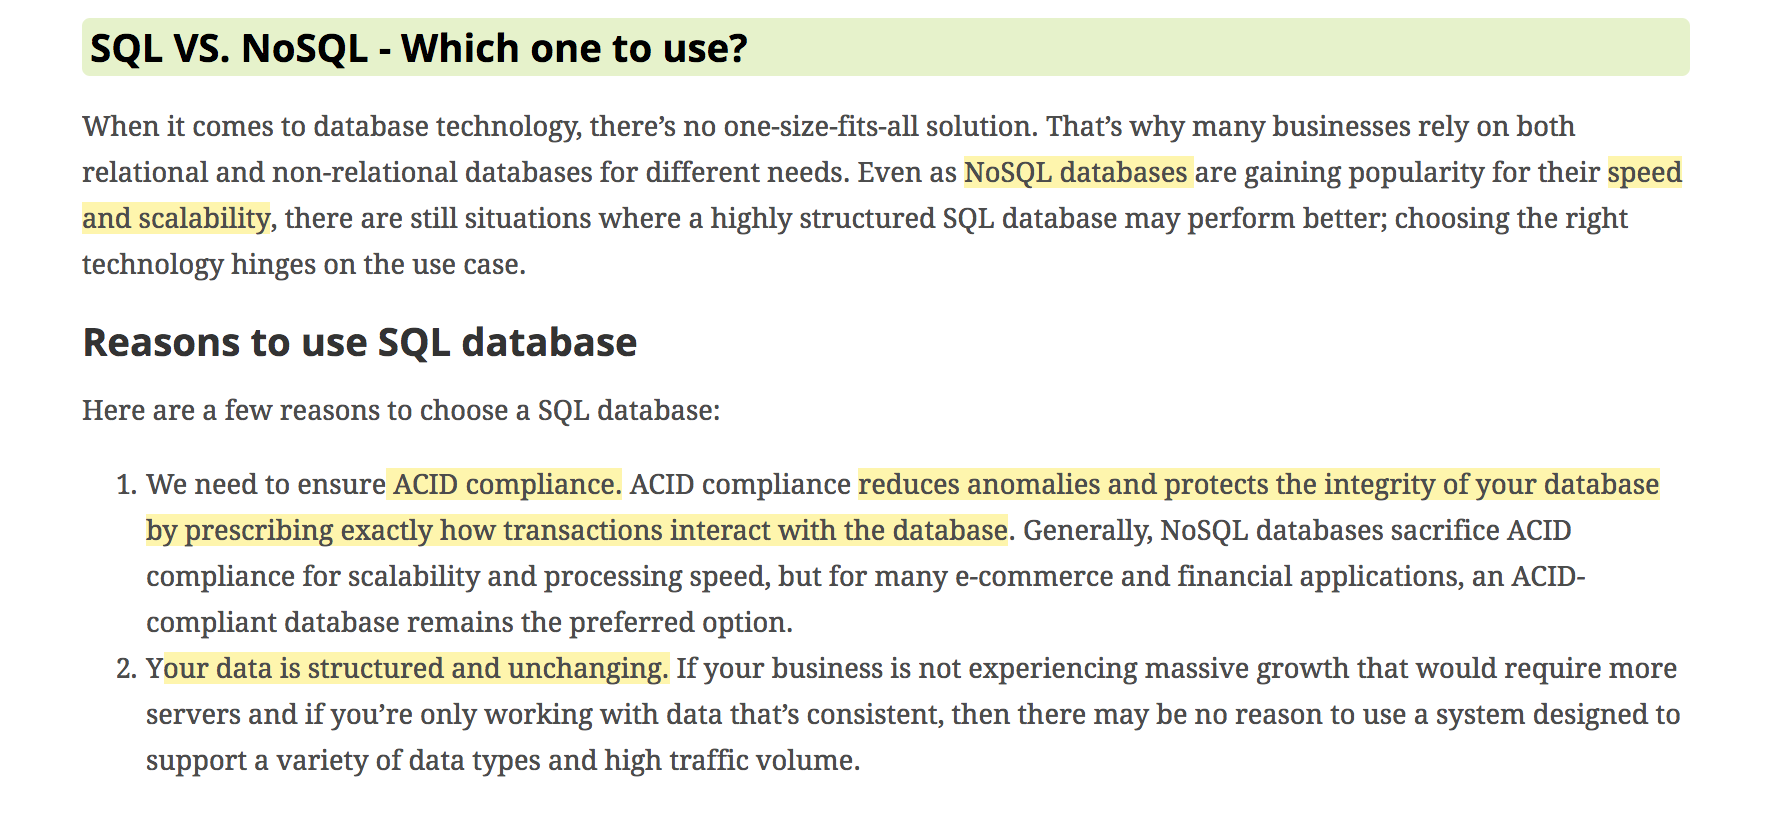 SQL VS. NoSQL - Which one to use?
When it comes to database technology, there’s no one-size-fits-all solution. That’s why many businesses rely on both
relational and non-relational databases for different needs. Even as NoSQL databases are gaining popularity for their speed
and scalability, there are still situations where a highly structured SQL database may perform better; choosing the right
technology hinges on the use case.
Reasons to use SQL database
Here are a few reasons to choose a SQL database:
1. We need to ensure ACID compliance. ACID compliance reduces anomalies and protects the integrity of your database
by prescribing exactly how transactions interact with the database. Generally, NoSQL databases sacrifice ACID
compliance for scalability and processing speed, but for many e-commerce and financial applications, an ACID-
compliant database remains the preferred option.
2. Your data is structured and unchanging. If your business is not experiencing massive growth that would require more
servers and if you’re only working with data that’s consistent, then there may be no reason to use a system designed to
support a variety of data types and high traffic volume.